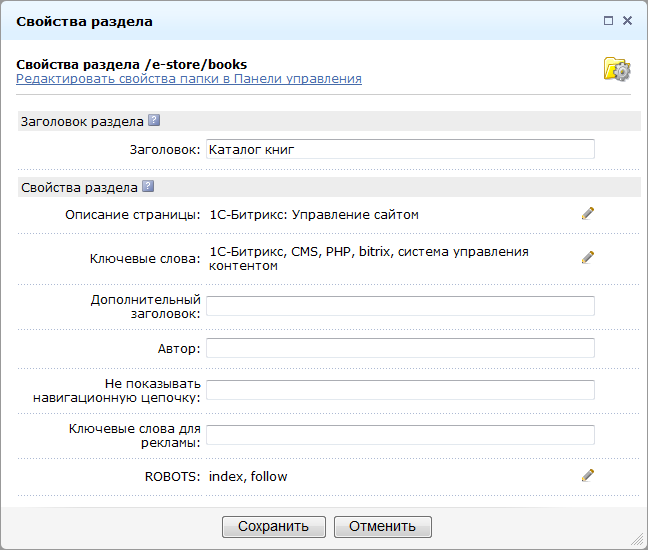 Свойства раздела
Свойства раздела /e-store/books
Редактировать свойства папки в Панели управления
Заголовок раздела ?
Заголовок: Каталог книг
Свойства раздела ?
Описание страницы: 1С-Битрикс: Управление сайтом
Ключевые слова: 1С-Битрикс, CMS, PHP, bitrix, система управления
контентом
Дополнительный
заголовок:
Автор:
Не показывать
навигационную цепочку:
Ключевые слова для
рекламы:
ROBOTS: index, follow
Сохранить Отменить